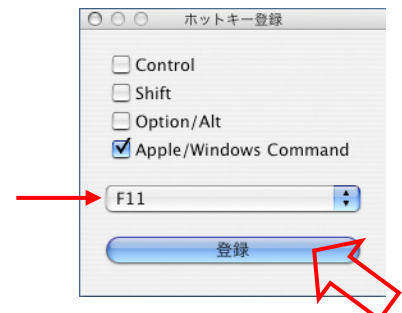 ホットキー登録
Control
Shift
Option/Alt
Apple/Windows Command
F11
登録